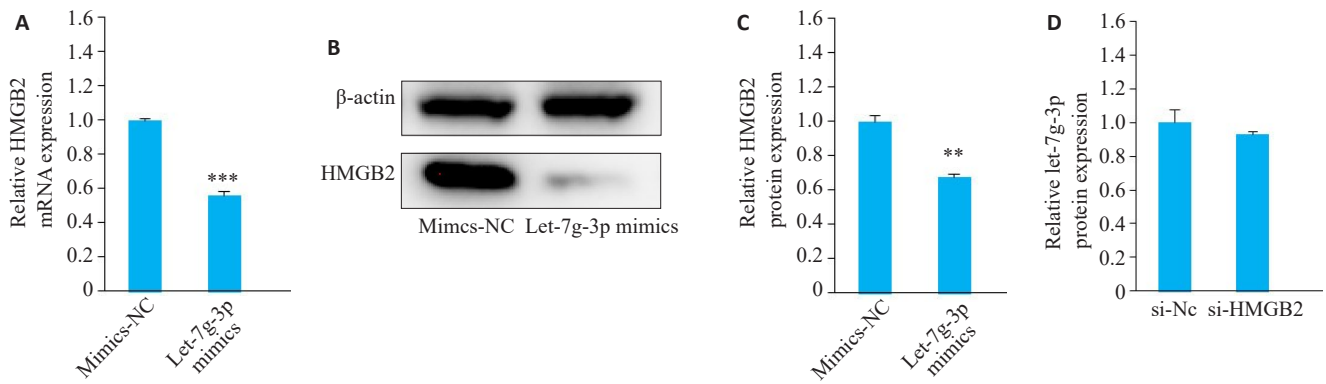 A
Relative HMGB2
mRNA expression
1.6
1.4
1.2
1.0
0.8
0.6
0.4
0.2
0
***
Mimics-NC
Let-7g-3p
mimics
B
β-actin
HMGB2
Mimcs-NC Let-7g-3p mimics
C
Relative HMGB2
protein expression
1.6
1.4
1.2
1.0
0.8
0.6
0.4
0.2
0
**
Mimics-NC
Let-7g-3p
mimics
D
Relative let-7g-3p
protein expression
1.6
1.4
1.2
1.0
0.8
0.6
0.4
0.2
0
si-Nc si-HMGB2